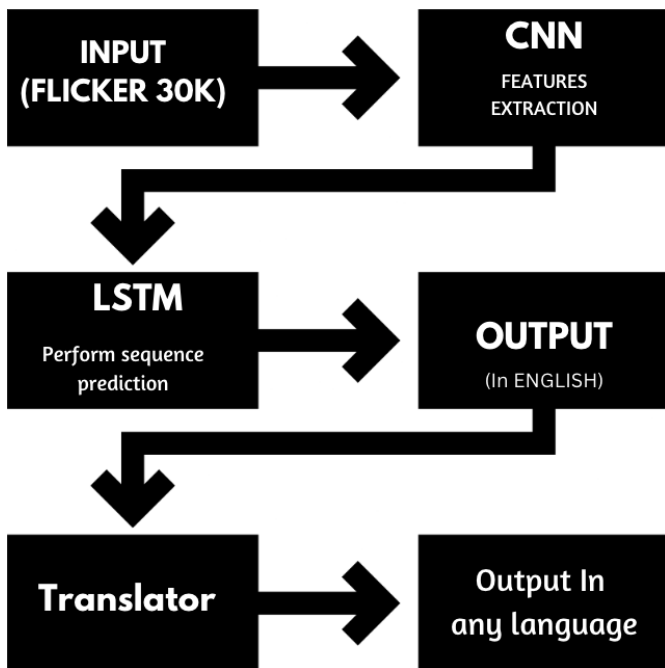 INPUT
(FLICKER 30K)
CNN
FEATURES
EXTRACTION
LSTM
Perform sequence
prediction
OUTPUT
(In ENGLISH)
Translator
Output In
any language